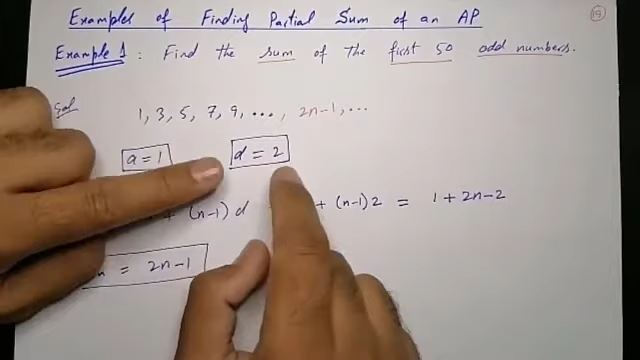 Examples of Finding Partial Sum of an AP
19
Example 1 : Find the sum of the first 50 odd numbers.
Sol
1, 3, 5, 7, 9, ..., 2n-1, ...
a = 1 d = 2
+ (n-1) d + (n-1) 2 = 1 + 2n-2
= 2n-1